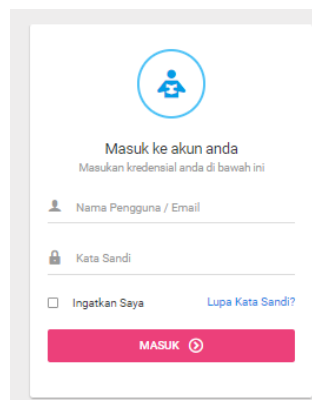 Masuk ke akun anda
Masukan kredensial anda di bawah ini
Nama Pengguna / Email
Kata Sandi
Ingatkan Saya Lupa Kata Sandi?
MASUK